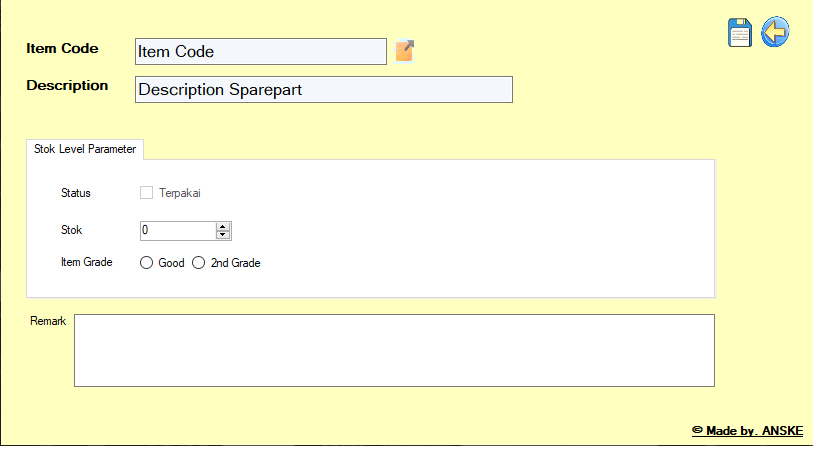 Item Code
Item Code
Description
Description Sparepart
Stok Level Parameter
Status
Terpakai
Stok
0
Item Grade
Good
2nd Grade
Remark
© Made by. ANSKE